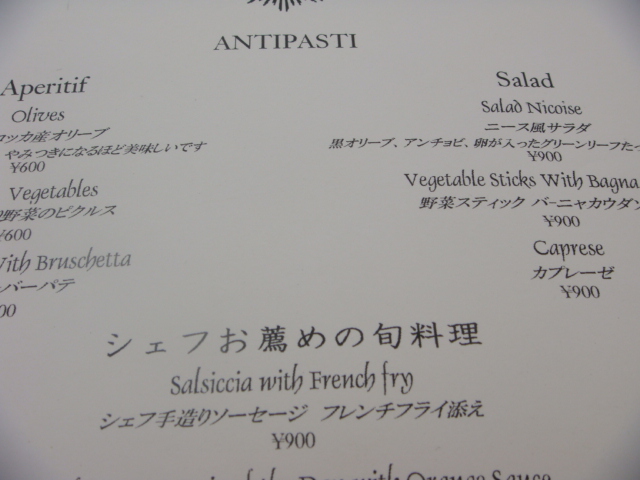 ANTIPASTI
Aperitif
Olives
ロッカ産オリーブ
やみつきになるほど美味しいです
¥600
Vegetables
野菜のピクルス
¥600
With Bruschetta
バーパテ
Salad
Salad Nicoise
ニース風サラダ
黒オリーブ、アンチョビ、卵が入ったグリーンリーフたっ
¥900
Vegetable Sticks With Bagna
野菜スティック バーニャカウダン
¥900
Caprese
カプレーゼ
¥900
シェフお薦めの旬料理
Salsiccia with French fry
シェフ手造りソーセージ フレンチフライ添え
¥900
with Orange Sauce